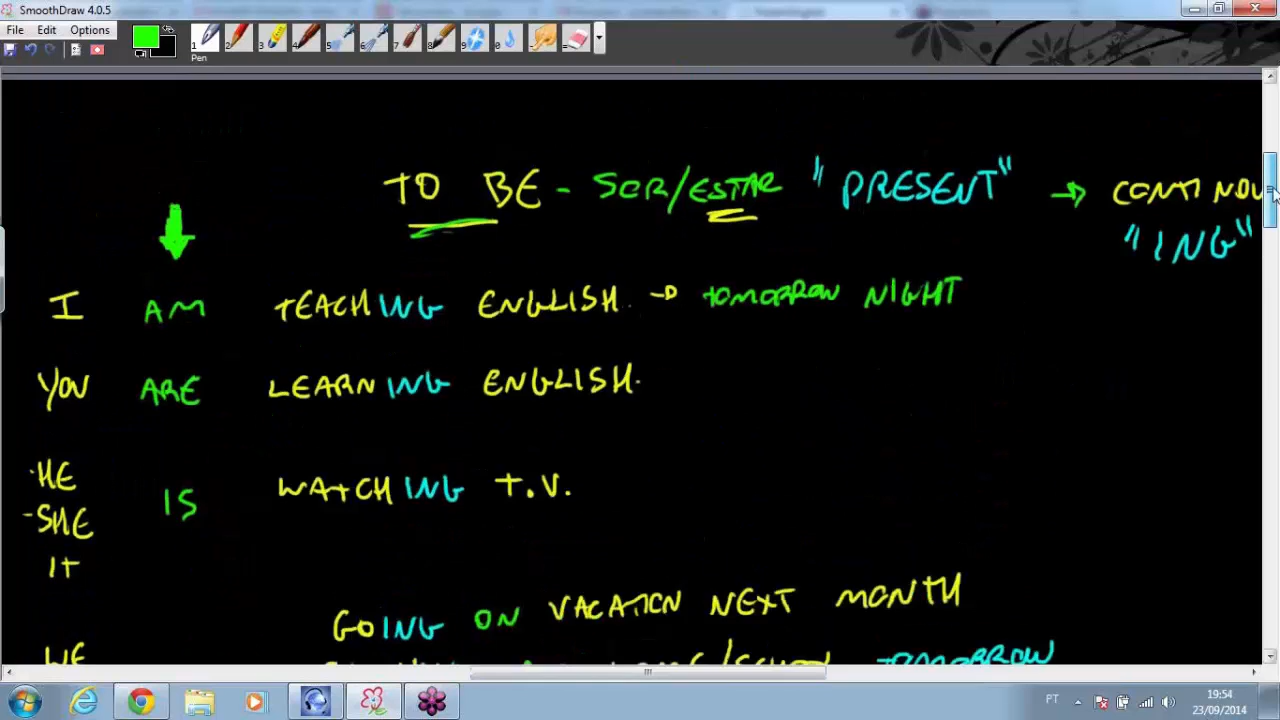 SmoothDraw 4.0.5
File Edit Options
Pen
TO BE - SER/ESTAR "PRESENT" → CONTINOU
"ING"
I AM TEACHING ENGLISH. → TOMORROW NIGHT
YOU ARE LEARNING ENGLISH.
HE
-SHE IS WATCHING T.V.
IT
GOING ON VACATION NEXT MONTH
WE TOMORROW
PT 19:54
23/09/2014